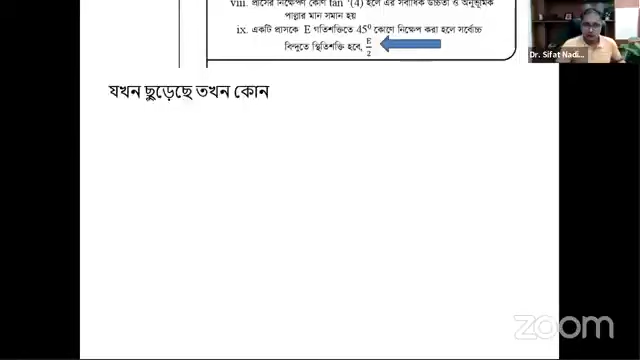 viii. প্রাসের নিক্ষেপণ কোণ tan⁻¹(4) হলে এর সর্বাধিক উচ্চতা ও অনুভূমিক
পাল্লার মান সমান হয়
ix. একটি প্রাসকে E গতিশক্তিতে 45⁰ কোণে নিক্ষেপ করা হলে সর্বোচ্চ
বিন্দুতে স্থিতিশক্তি হবে, E/2
Dr. Sifat Nadi...
যখন ছুড়েছে তখন কোন
zoom